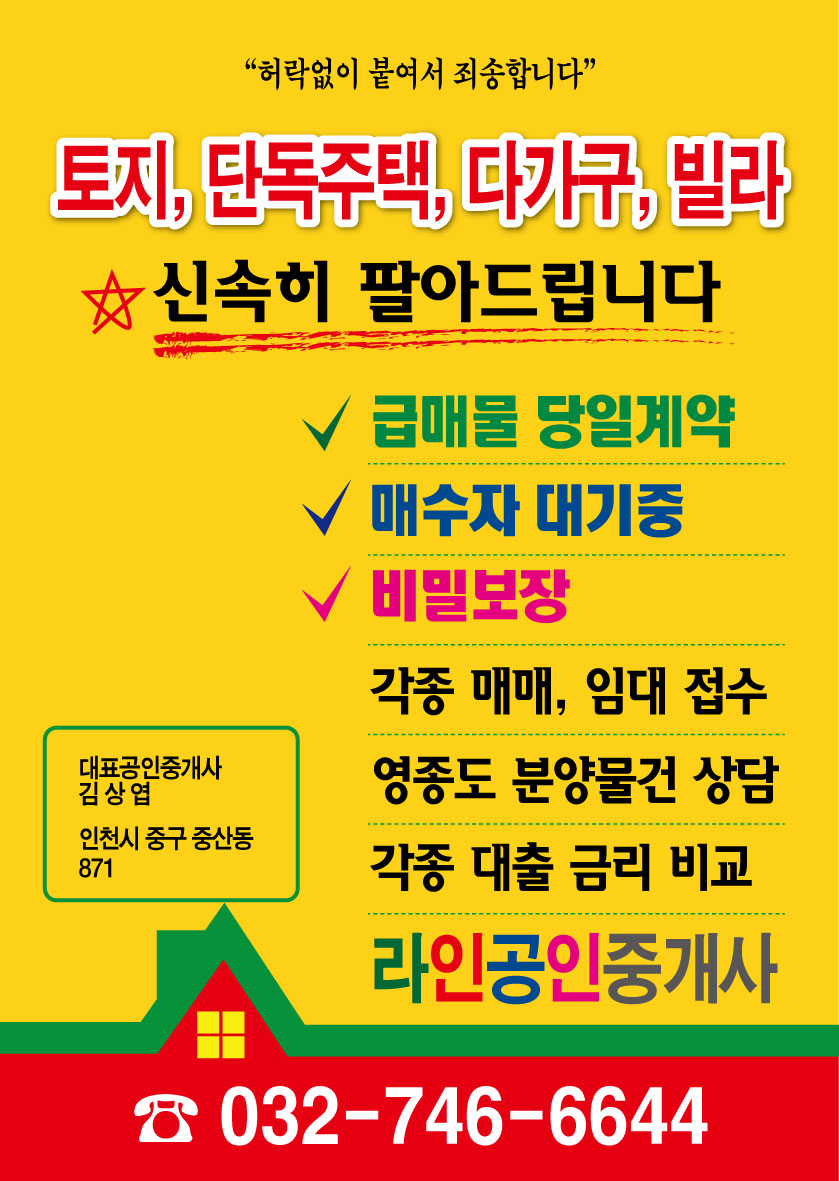 “허락없이 붙여서 죄송합니다”
토지, 단독주택, 다가구, 빌라
신속히 팔아드립니다
급매물 당일계약
매수자 대기중
비밀보장
각종 매매, 임대 접수
영종도 분양물건 상담
각종 대출 금리 비교
대표공인중개사
김 상 엽
인천시 중구 중산동
871
라인공인중개사
032-746-6644